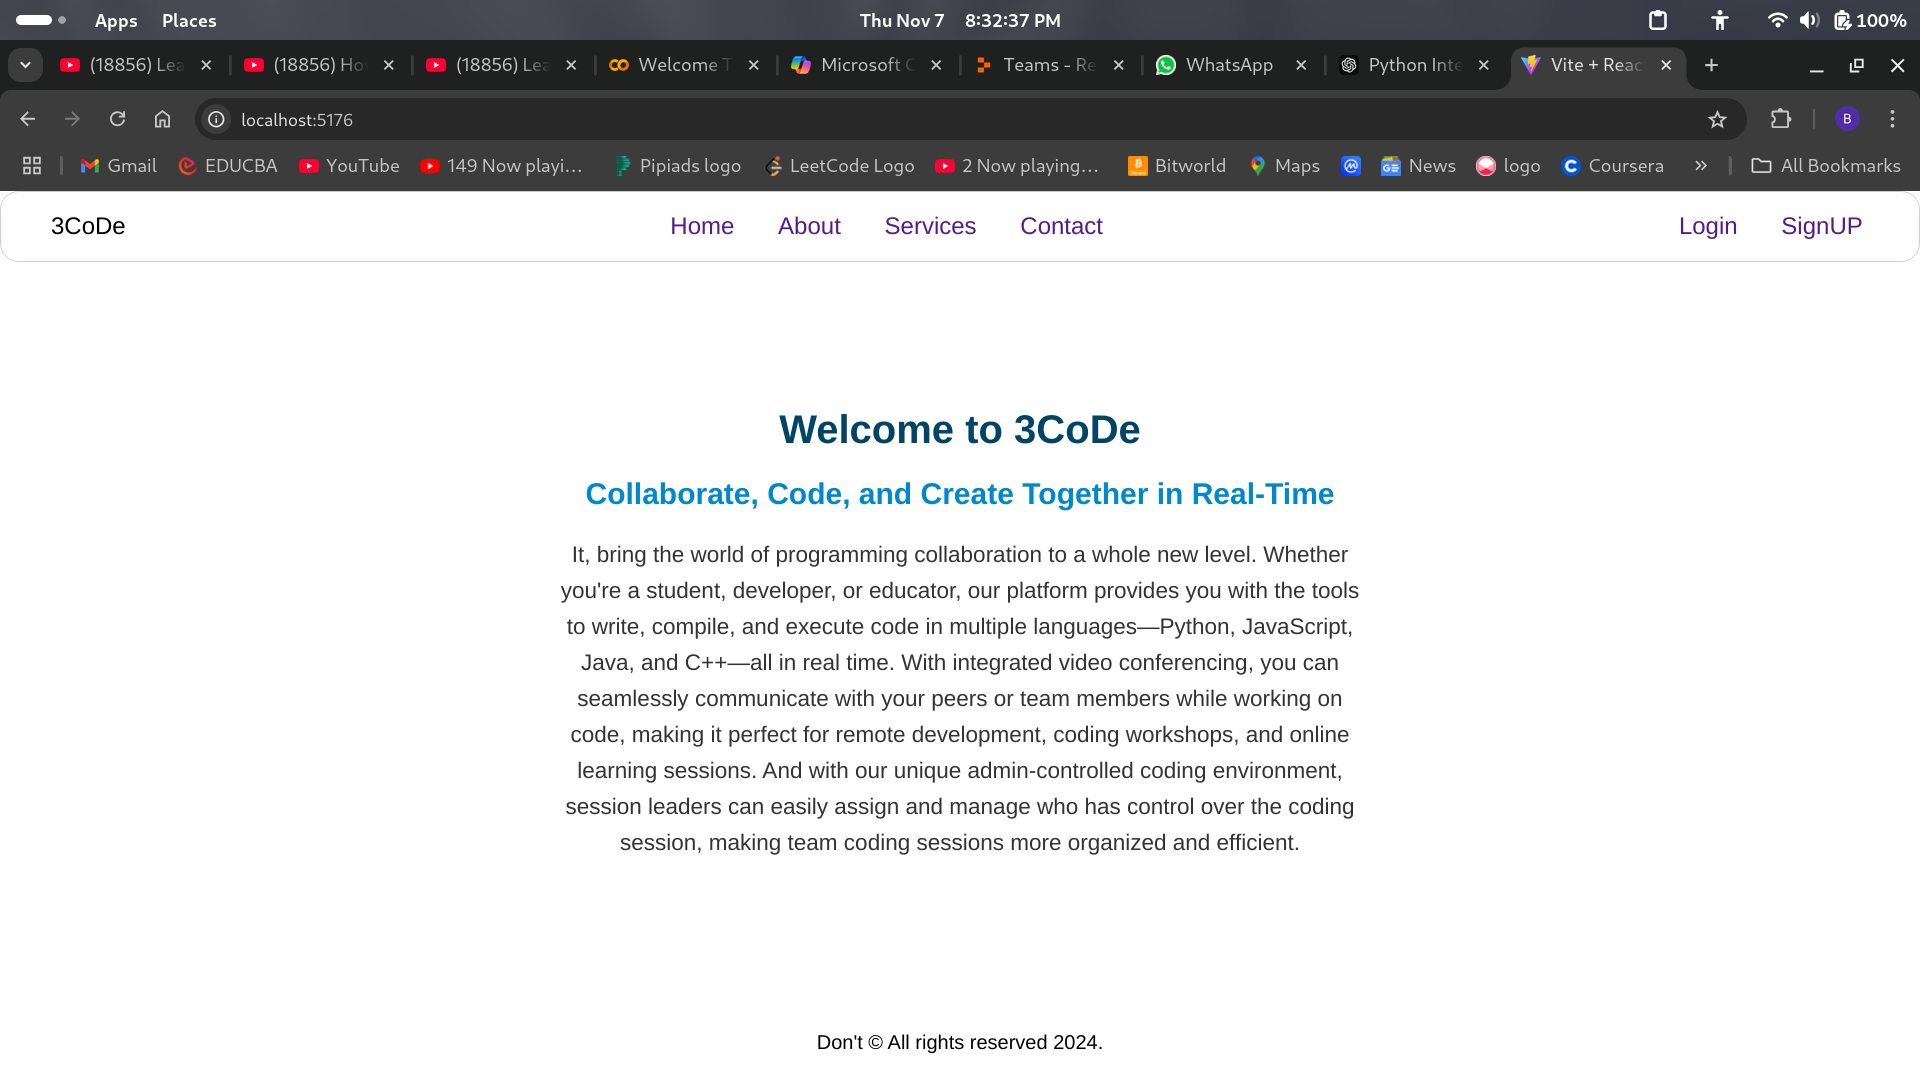 Apps Places Thu Nov 7 8:32:37 PM 100%
(18856) Lea (18856) Ho (18856) Lea Welcome T Microsoft C Teams - Re WhatsApp Python Inte Vite + Reac
localhost:5176 B
Gmail EDUCBA YouTube 149 Now playi... Pipiads logo LeetCode Logo 2 Now playing... Bitworld Maps News logo Coursera » All Bookmarks
3CoDe Home About Services Contact Login SignUP
Welcome to 3CoDe
Collaborate, Code, and Create Together in Real-Time
It, bring the world of programming collaboration to a whole new level. Whether
you're a student, developer, or educator, our platform provides you with the tools
to write, compile, and execute code in multiple languages—Python, JavaScript,
Java, and C++—all in real time. With integrated video conferencing, you can
seamlessly communicate with your peers or team members while working on
code, making it perfect for remote development, coding workshops, and online
learning sessions. And with our unique admin-controlled coding environment,
session leaders can easily assign and manage who has control over the coding
session, making team coding sessions more organized and efficient.
Don't © All rights reserved 2024.